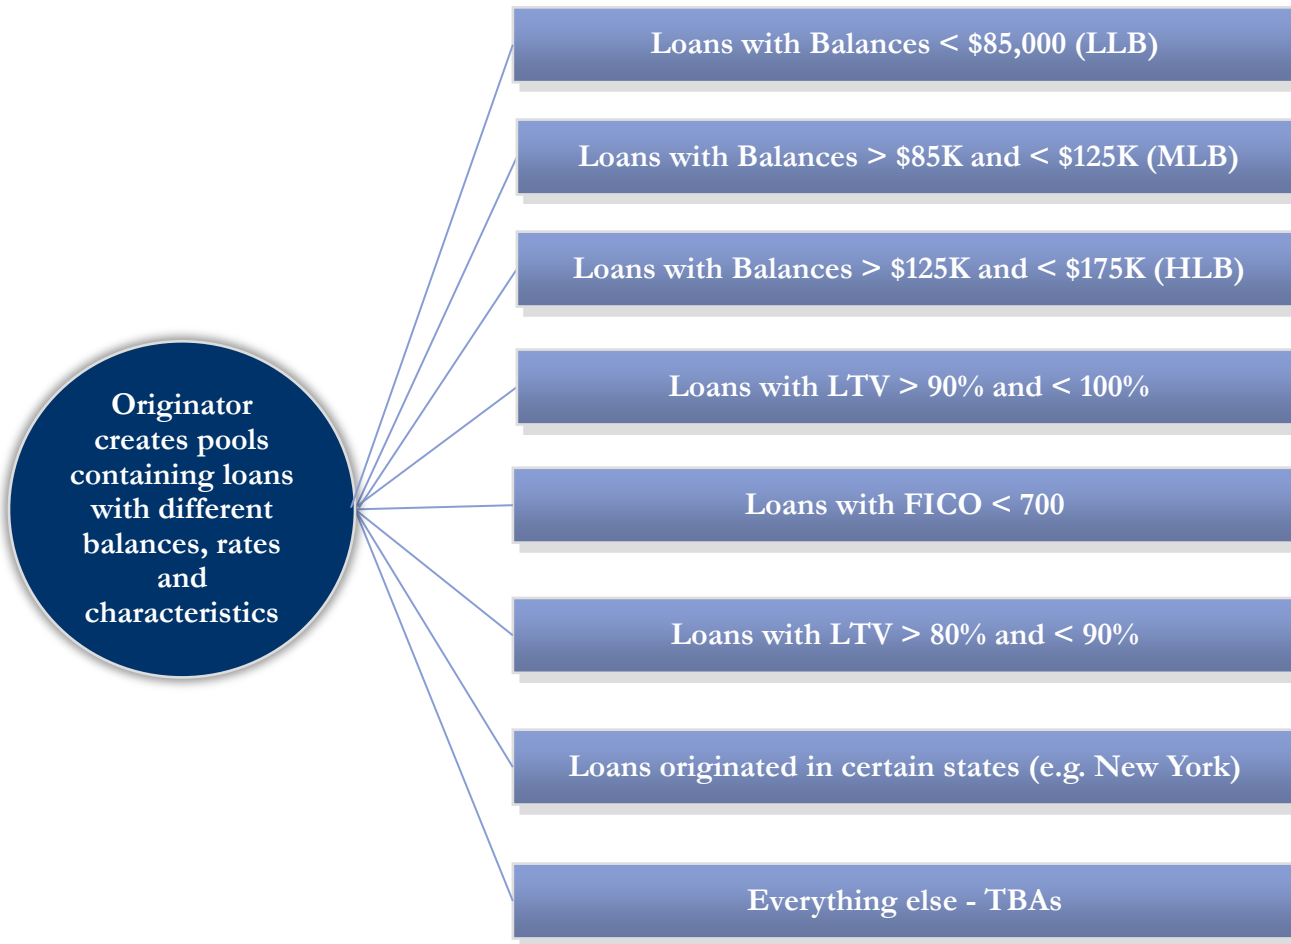 Originator
creates pools
containing loans
with different
balances, rates
and
characteristics
Loans with Balances < $85,000 (LLB)
Loans with Balances > $85K and < $125K (MLB)
Loans with Balances > $125K and < $175K (HLB)
Loans with LTV > 90% and < 100%
Loans with FICO < 700
Loans with LTV > 80% and < 90%
Loans originated in certain states (e.g. New York)
Everything else - TBAs